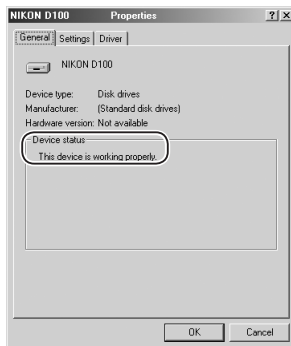 NIKON D100 Properties ? X
General Settings Driver
NIKON D100
Device type: Disk drives
Manufacturer: (Standard disk drives)
Hardware version: Not available
Device status
This device is working properly.
OK Cancel